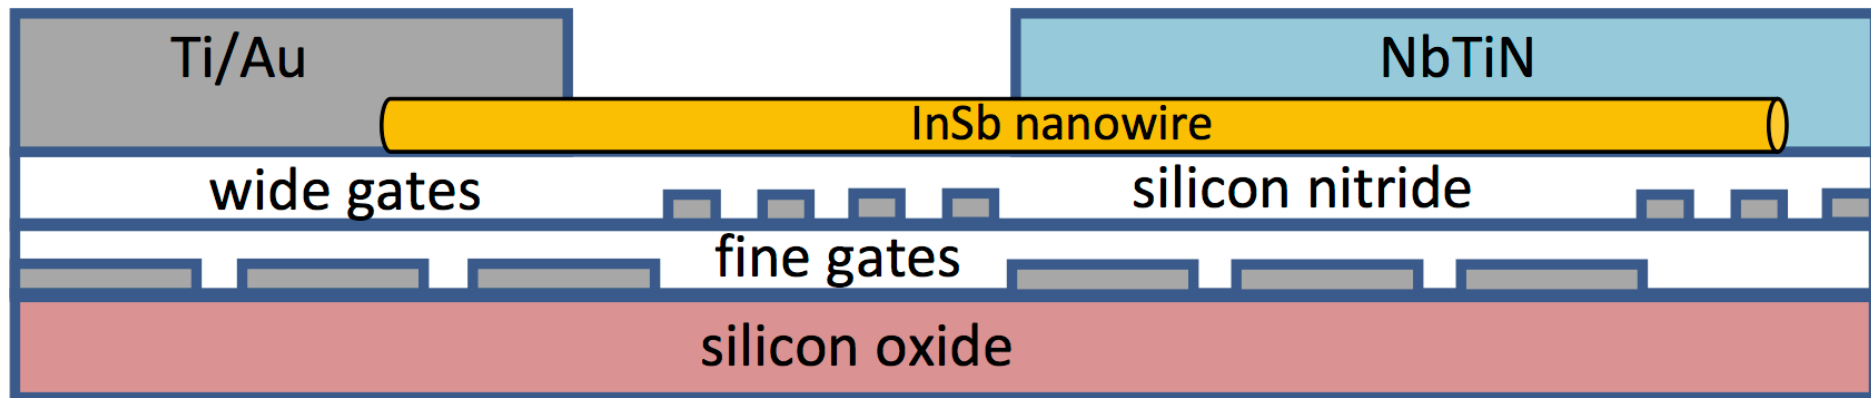 Ti/Au
NbTiN
InSb nanowire
wide gates
silicon nitride
fine gates
silicon oxide